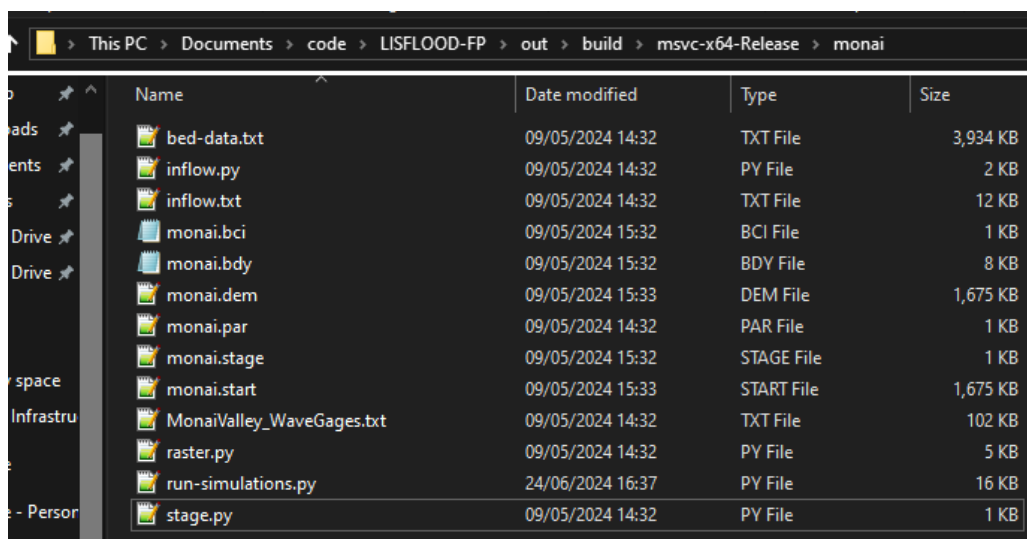 This PC > Documents > code > LISFLOOD-FP > out > build > msvc-x64-Release > monai
Name Date modified Type Size
bed-data.txt 09/05/2024 14:32 TXT File 3,934 KB
inflow.py 09/05/2024 14:32 PY File 2 KB
inflow.txt 09/05/2024 14:32 TXT File 12 KB
Drive monai.bci 09/05/2024 15:32 BCI File 1 KB
Drive monai.bdy 09/05/2024 15:32 BDY File 8 KB
monai.dem 09/05/2024 15:33 DEM File 1,675 KB
monai.par 09/05/2024 14:32 PAR File 1 KB
monai.stage 09/05/2024 15:32 STAGE File 1 KB
space monai.start 09/05/2024 15:33 START File 1,675 KB
MonaiValley_WaveGages.txt 09/05/2024 14:32 TXT File 102 KB
raster.py 09/05/2024 14:32 PY File 5 KB
run-simulations.py 24/06/2024 16:37 PY File 16 KB
stage.py 09/05/2024 14:32 PY File 1 KB